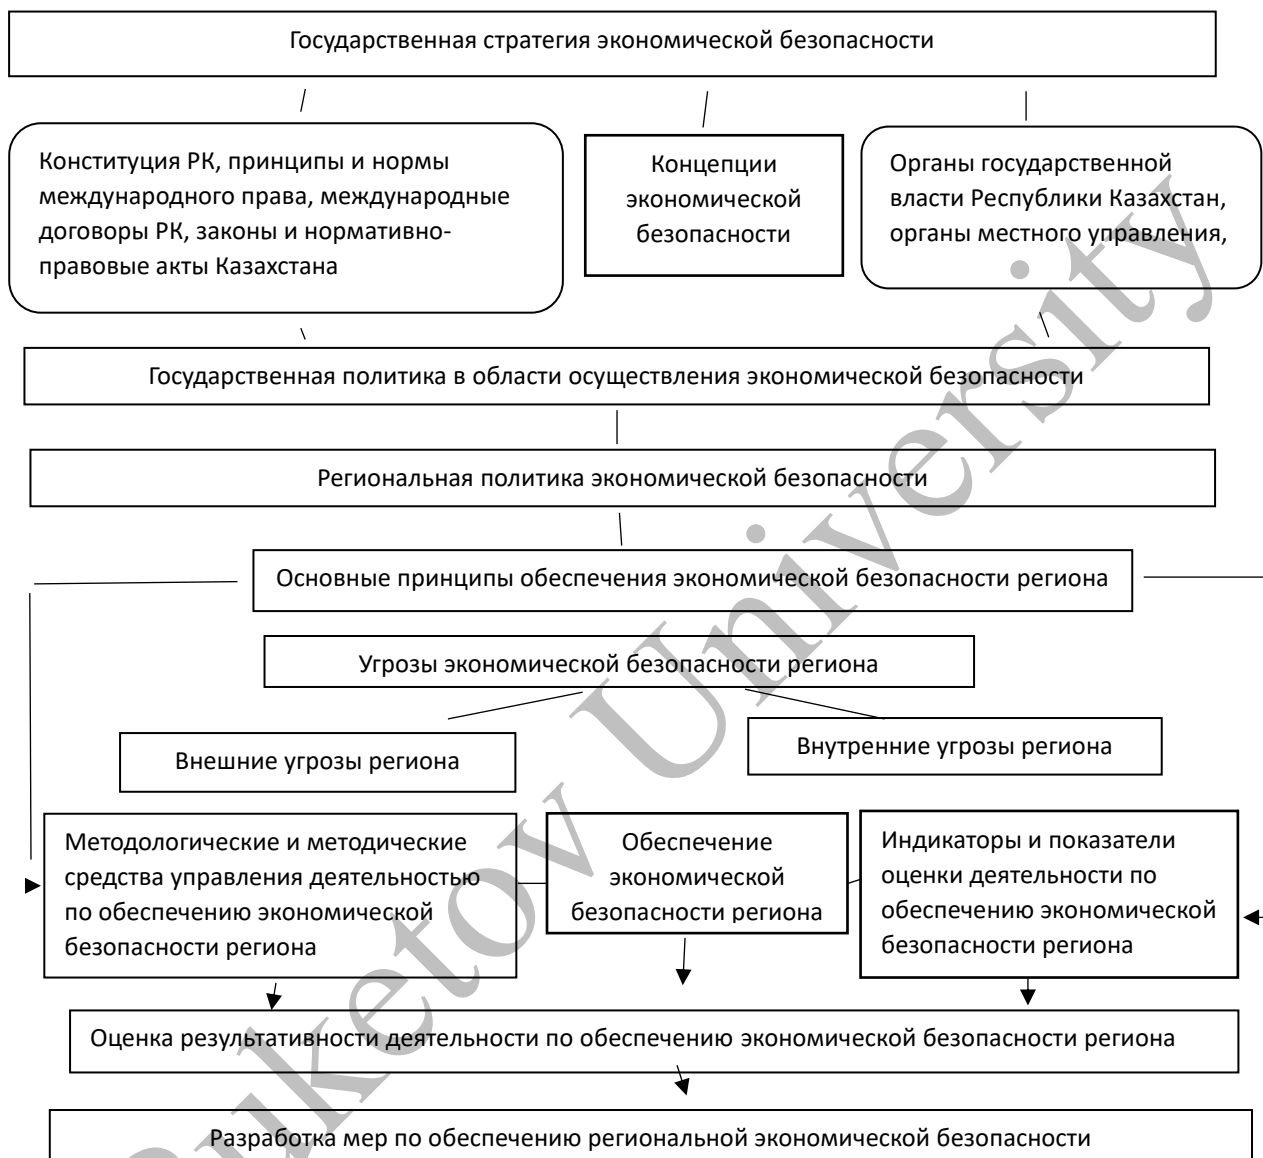 Государственная стратегия экономической безопасности
Конституция РК, принципы и нормы
международного права, международные
договоры РК, законы и нормативно-
правовые акты Казахстана
Концепции
экономической
безопасности
Органы государственной
власти Республики Казахстан,
органы местного управления,
Государственная политика в области осуществления экономической безопасности
Региональная политика экономической безопасности
Основные принципы обеспечения экономической безопасности региона
Угрозы экономической безопасности региона
Внешние угрозы региона
Внутренние угрозы региона
Методологические и методические
средства управления деятельностью
по обеспечению экономической
безопасности региона
Обеспечение
экономической
безопасности региона
Индикаторы и показатели
оценки деятельности по
обеспечению экономической
безопасности региона
Оценка результативности деятельности по обеспечению экономической безопасности региона
Разработка мер по обеспечению региональной экономической безопасности
Buketov University